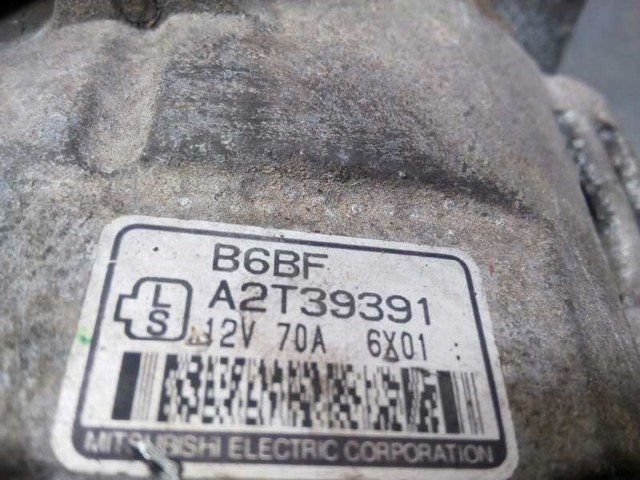 B6BF
L
S
A2T39391
12V 70A 6X01
MITSUBISHI ELECTRIC CORPORATION